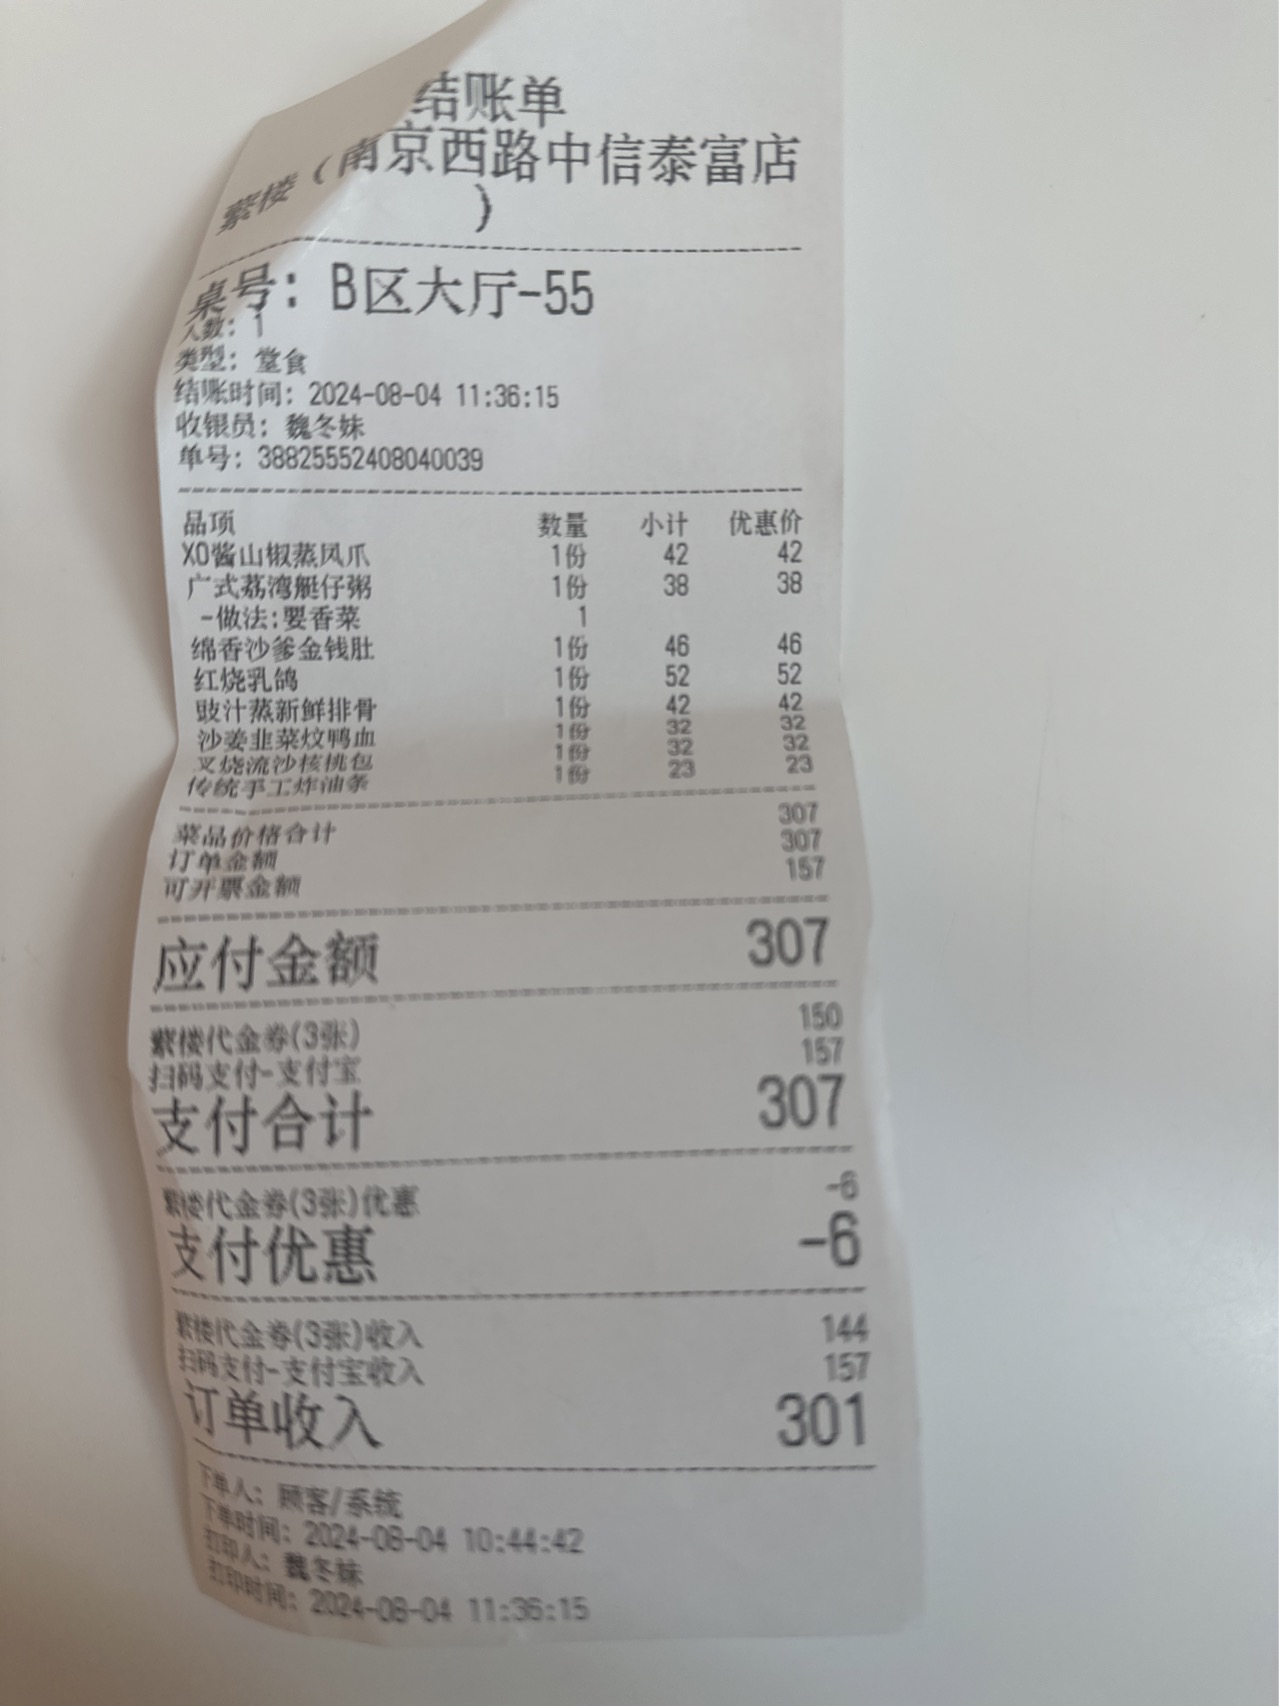 结账单
紫楼（南京西路中信泰富店
）
桌号：B区大厅-55
人数：1
类型：堂食
结账时间：2024-08-04 11:36:15
收银员：魏冬妹
单号：38825552408040039
品项 数量 小计 优惠价
XO酱山椒蒸凤爪 1份 42 42
广式荔湾艇仔粥 1份 38 38
-做法:要香菜 1
绵香沙爹金钱肚 1份 46 46
红烧乳鸽 1份 52 52
豉汁蒸新鲜排骨 1份 42 42
沙姜韭菜炆鸭血 1份 32 32
叉烧流沙核桃包 1份 32 32
传统手工炸油条 1份 23 23
菜品价格合计 307
订单金额 307
可开票金额 157
应付金额 307
紫楼代金券(3张) 150
扫码支付-支付宝 157
支付合计 307
紫楼代金券(3张)优惠 -6
支付优惠 -6
紫楼代金券(3张)收入 144
扫码支付-支付宝收入 157
订单收入 301
下单人：顾客/系统
下单时间：2024-08-04 10:44:42
打印人：魏冬妹
打印时间：2024-08-04 11:36:15